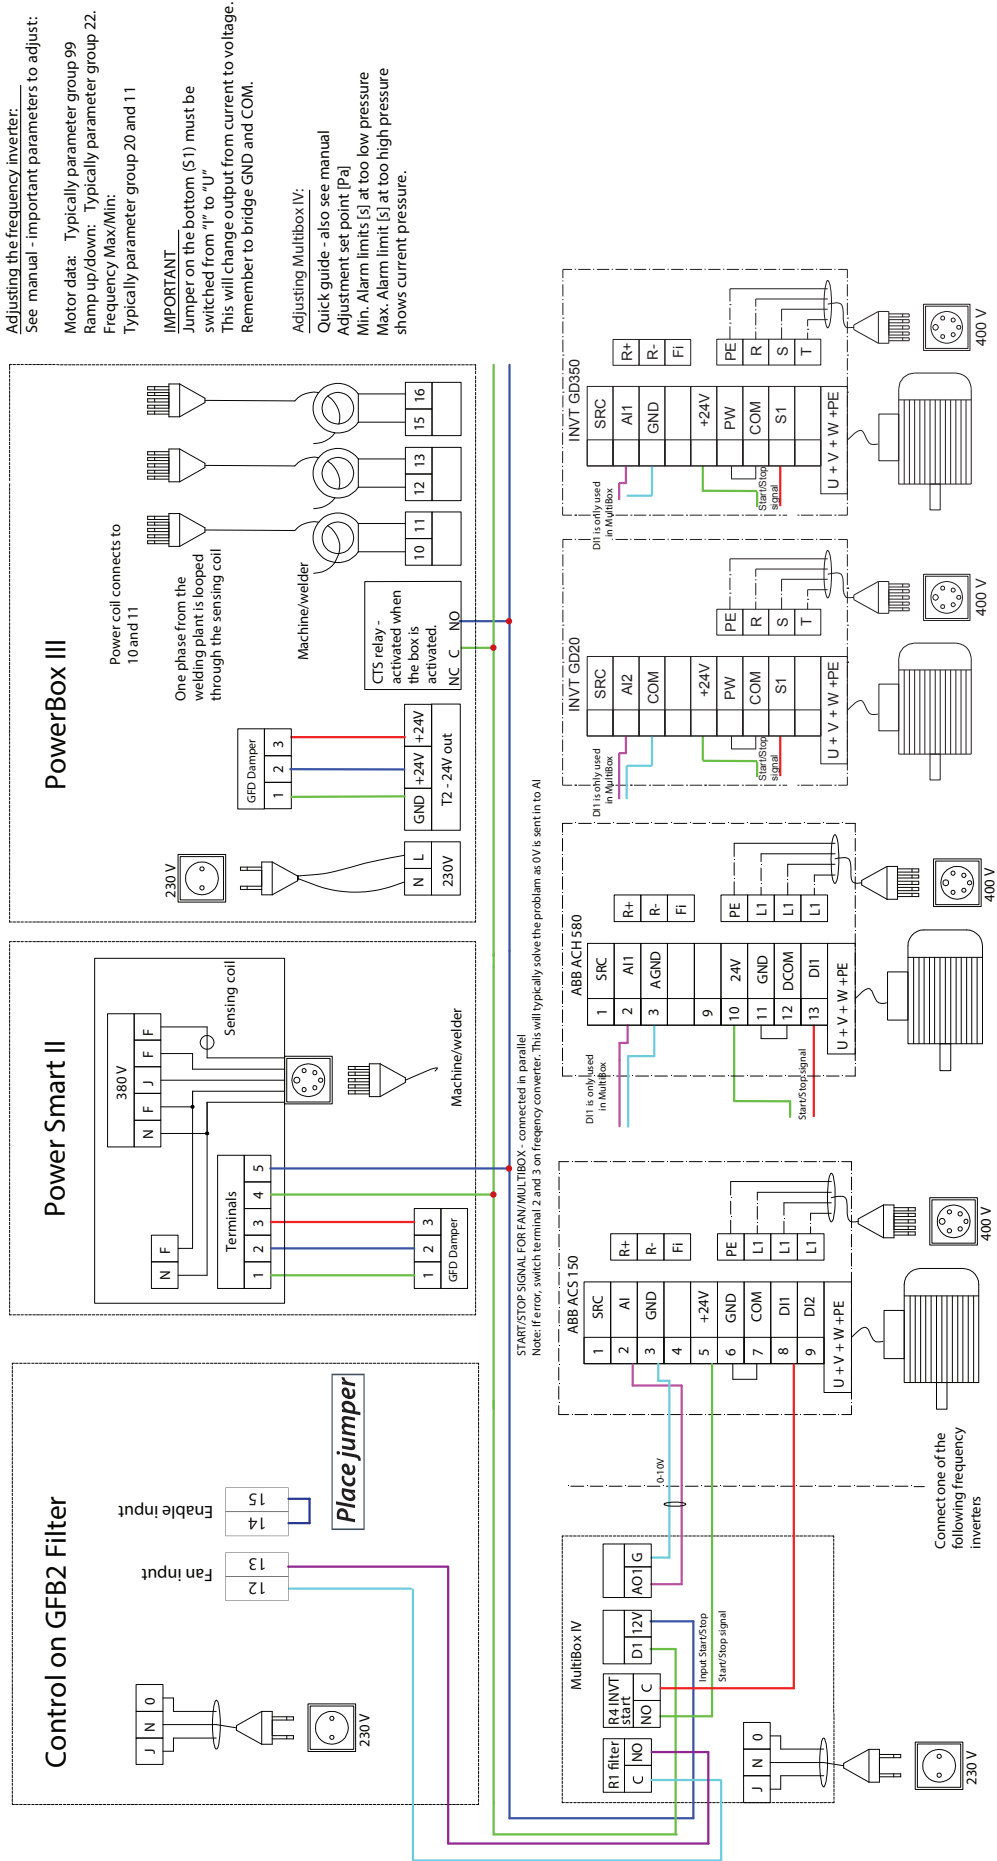 Control on GFB2 Filter
J N 0
230 V
Fan input
12 13
Enable input
14 15
Place jumper
Power Smart II
N F
380 V
N F J F F
Sensing coil
Terminals
1 2 3 4 5
1 2 3
GFD Damper
Machine/welder
PowerBox III
230 V
N L
230V
GFD Damper
1 2 3
GND +24V +24V
T2 - 24V out
Power coil connects to
10 and 11
One phase from the
welding plant is looped
through the sensing coil
Machine/welder
CTS relay -
activated when
the box is
activated.
NC C NO
10 11
12 13
15 16
Adjusting the frequency inverter:
See manual - important parameters to adjust:
Motor data: Typically parameter group 99
Ramp up/down: Typically parameter group 22.
Frequency Max/Min:
Typically parameter group 20 and 11
IMPORTANT
Jumper on the bottom (S1) must be
switched from "I" to "U"
This will change output from current to voltage.
Remember to bridge GND and COM.
Adjusting Multibox IV:
Quick guide - also see manual
Adjustment set point [Pa]
Min. Alarm limits [s] at too low pressure
Max. Alarm limit [s] at too high pressure
shows current pressure.
START/STOP SIGNAL FOR FAN/MULTIBOX - connected in parallel
Note: If error, switch terminal 2 and 3 on freqency converter. This will typically solve the problam as 0V is sent in to AI
MultiBox IV
R1 filter
C NO
R4 INVT
start
NO C
D1 12V
AO1 G
Input Start/Stop
Start/Stop signal
0-10V
J N 0
230 V
Connect one of the
following frequency
inverters
ABB ACS 150
1 SRC
2 AI
3 GND
4
5 +24V
6 GND
7 COM
8 DI1
9 DI2
U + V + W +PE
R+
R-
Fi
PE
L1
L1
L1
400 V
ABB ACH 580
DI1 is only used
in MultiBox
1 SRC
2 AI1
3 AGND
9
10 24V
11 GND
12 DCOM
13 DI1
Start/Stop signal
U + V + W +PE
R+
R-
Fi
PE
L1
L1
L1
400 V
INVT GD20
DI1 is only used
in MultiBox
SRC
AI2
COM
+24V
PW
COM
S1
Start/Stop
signal
U + V + W +PE
PE
R
S
T
400 V
INVT GD350
DI1 is only used
in MultiBox
SRC
AI1
GND
+24V
PW
COM
S1
Start/Stop
signal
U + V + W +PE
R+
R-
Fi
PE
R
S
T
400 V